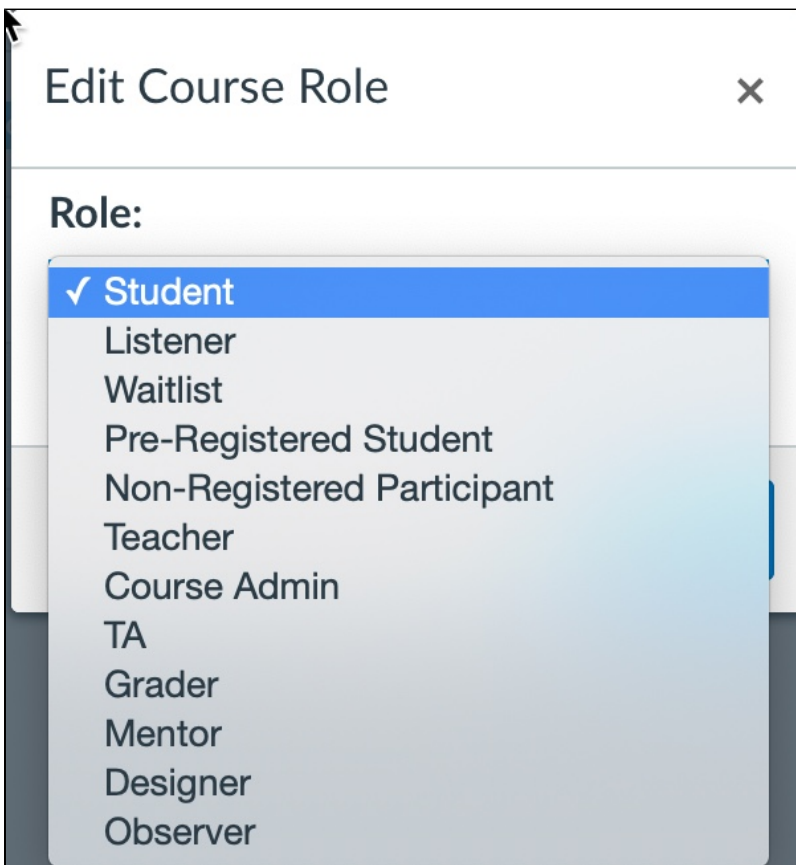 Edit Course Role
Role:
✓ Student
Listener
Waitlist
Pre-Registered Student
Non-Registered Participant
Teacher
Course Admin
TA
Grader
Mentor
Designer
Observer